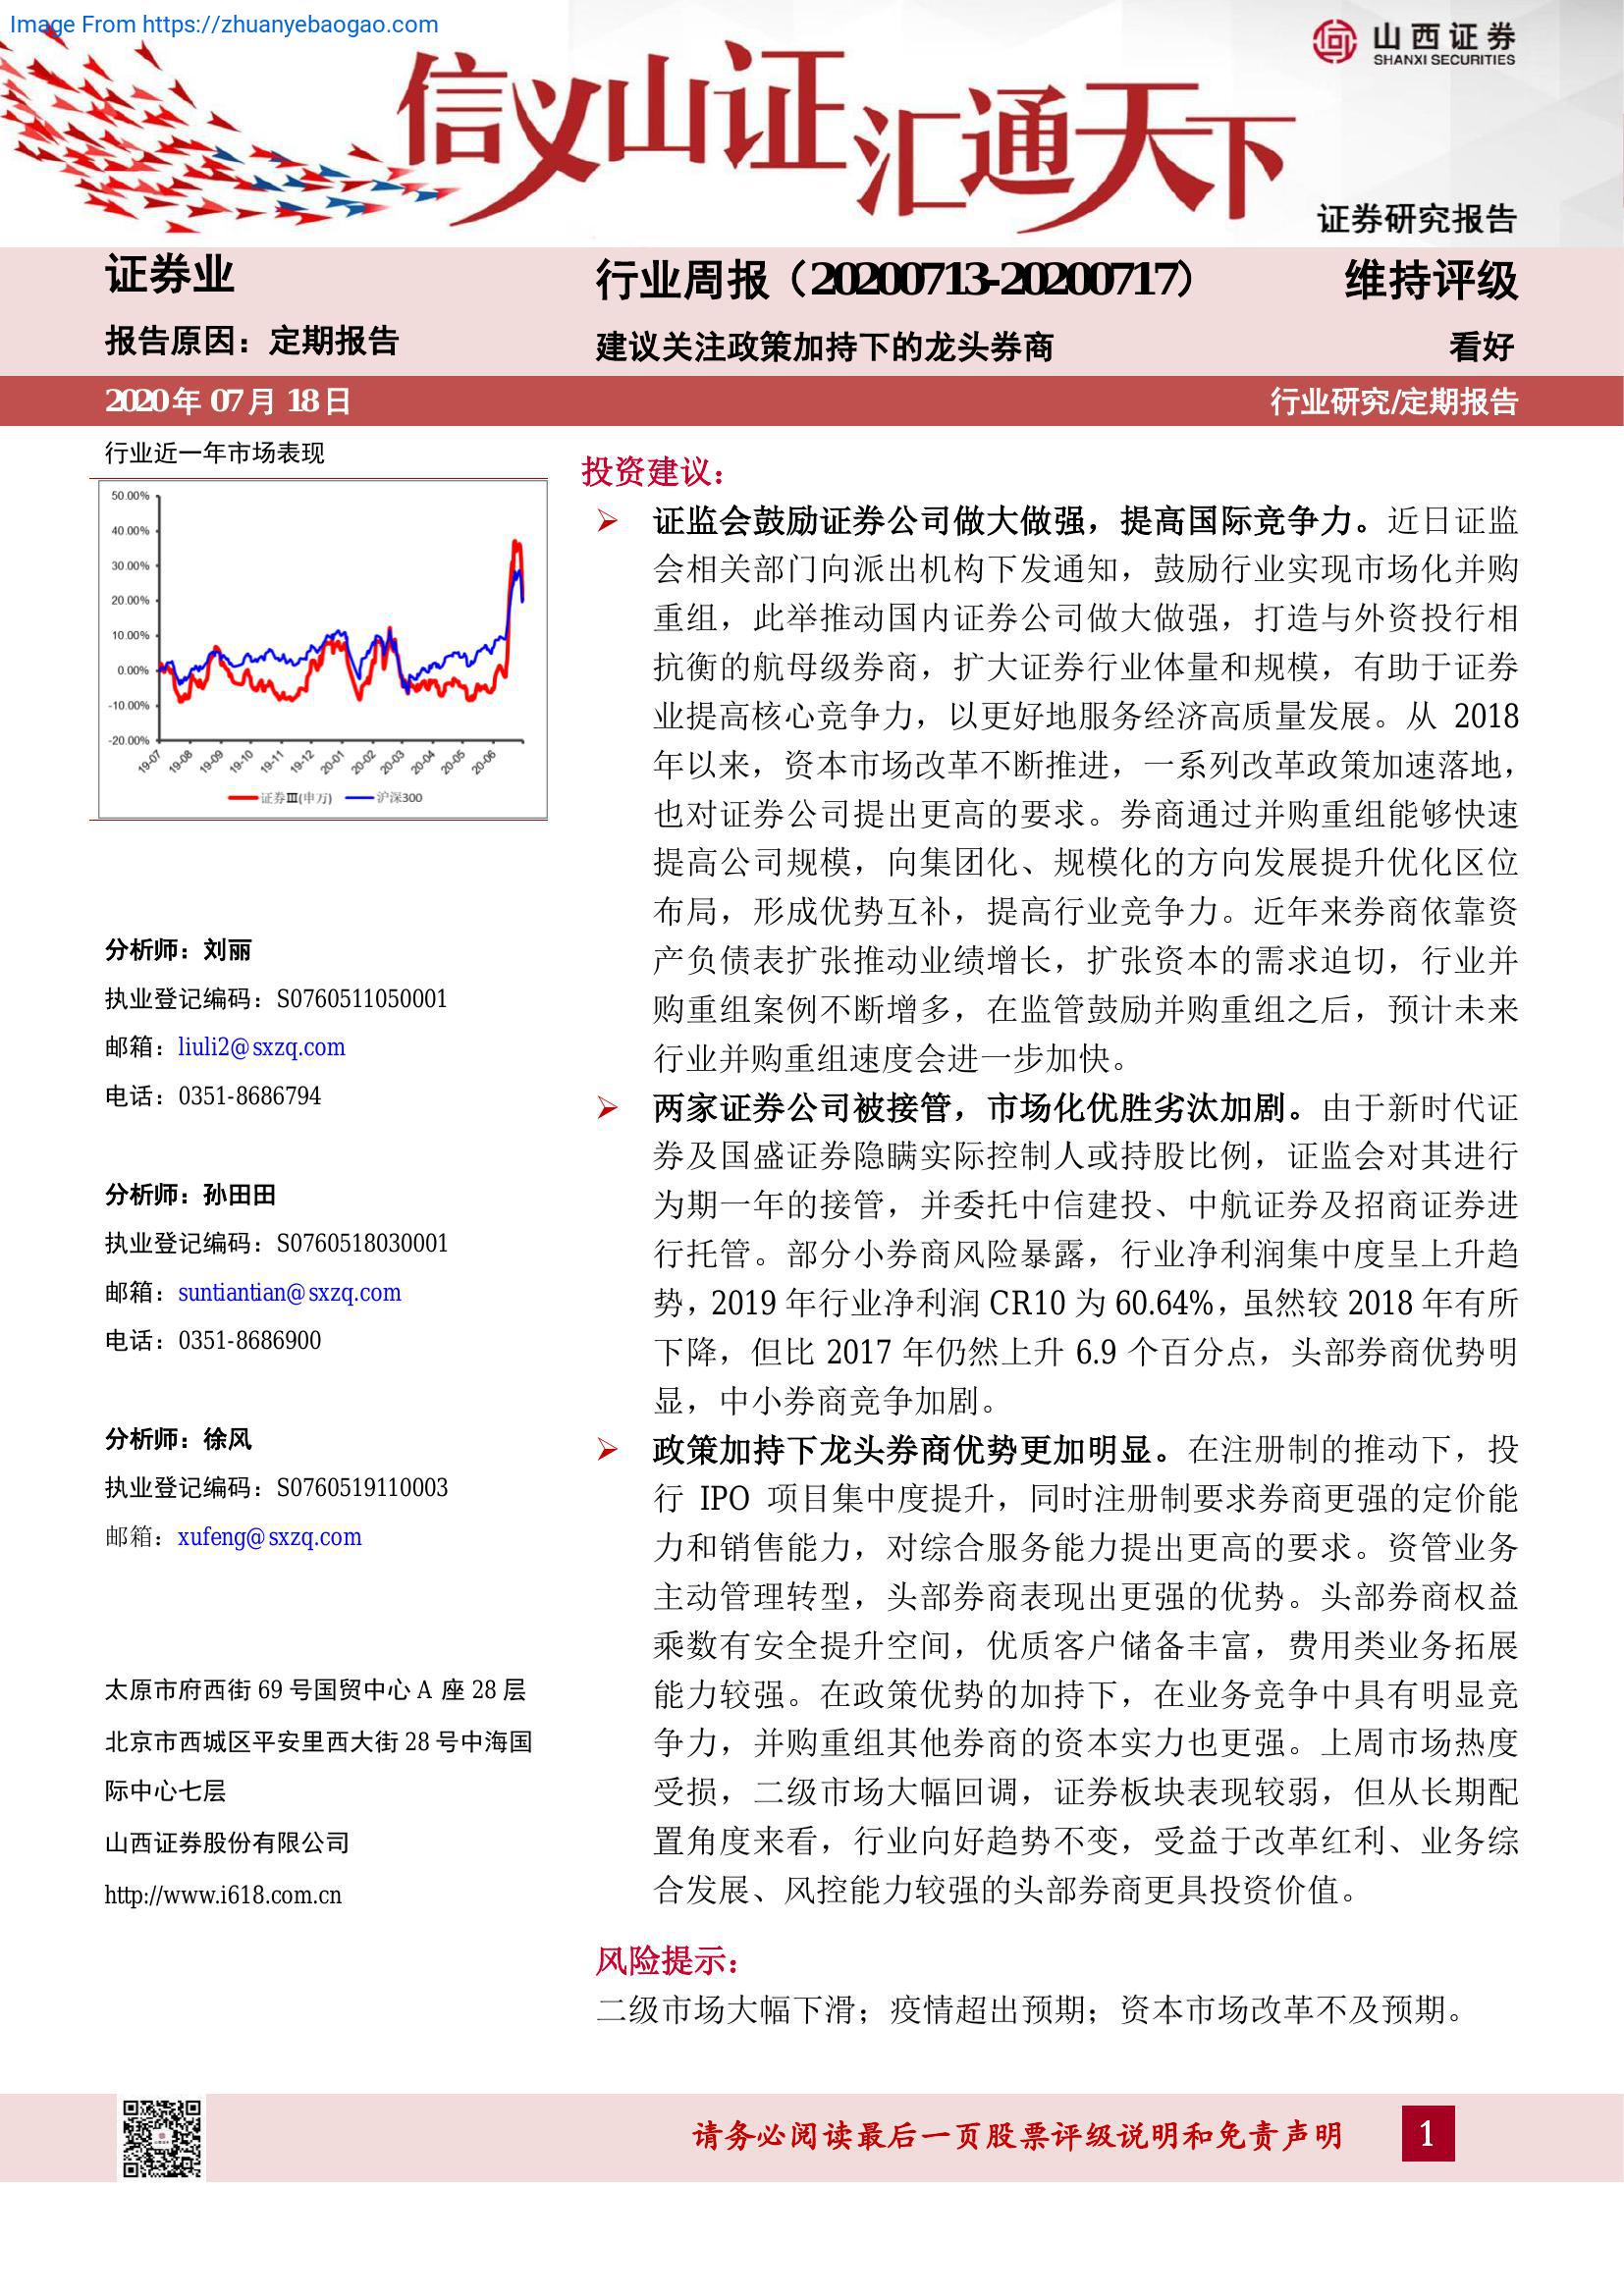 Image From https://zhuanyebaogao.com
山西证券
SHANXI SECURITIES
信义山证汇通天下
证券研究报告
证券业
行业周报（20200713-20200717）
维持评级
报告原因：定期报告
建议关注政策加持下的龙头券商
看好
2020年 07月 18日
行业研究/定期报告
行业近一年市场表现
50.00%
40.00%
30.00%
20.00%
10.00%
0.00%
-10.00%
-20.00%
19-07 19-08 19-09 19-10 19-11 19-12 20-01 20-02 20-03 20-04 20-05 20-06
证券Ⅲ(申万) 沪深300
分析师：刘丽
执业登记编码：S0760511050001
邮箱：liuli2@sxzq.com
电话：0351-8686794
分析师：孙田田
执业登记编码：S0760518030001
邮箱：suntiantian@sxzq.com
电话：0351-8686900
分析师：徐风
执业登记编码：S0760519110003
邮箱：xufeng@sxzq.com
太原市府西街 69 号国贸中心 A 座 28 层
北京市西城区平安里西大街 28 号中海国
际中心七层
山西证券股份有限公司
http://www.i618.com.cn
投资建议：
证监会鼓励证券公司做大做强，提高国际竞争力。近日证监
会相关部门向派出机构下发通知，鼓励行业实现市场化并购
重组，此举推动国内证券公司做大做强，打造与外资投行相
抗衡的航母级券商，扩大证券行业体量和规模，有助于证券
业提高核心竞争力，以更好地服务经济高质量发展。从 2018
年以来，资本市场改革不断推进，一系列改革政策加速落地，
也对证券公司提出更高的要求。券商通过并购重组能够快速
提高公司规模，向集团化、规模化的方向发展提升优化区位
布局，形成优势互补，提高行业竞争力。近年来券商依靠资
产负债表扩张推动业绩增长，扩张资本的需求迫切，行业并
购重组案例不断增多，在监管鼓励并购重组之后，预计未来
行业并购重组速度会进一步加快。
两家证券公司被接管，市场化优胜劣汰加剧。由于新时代证
券及国盛证券隐瞒实际控制人或持股比例，证监会对其进行
为期一年的接管，并委托中信建投、中航证券及招商证券进
行托管。部分小券商风险暴露，行业净利润集中度呈上升趋
势，2019 年行业净利润 CR10 为 60.64%，虽然较 2018 年有所
下降，但比 2017 年仍然上升 6.9 个百分点，头部券商优势明
显，中小券商竞争加剧。
政策加持下龙头券商优势更加明显。在注册制的推动下，投
行 IPO 项目集中度提升，同时注册制要求券商更强的定价能
力和销售能力，对综合服务能力提出更高的要求。资管业务
主动管理转型，头部券商表现出更强的优势。头部券商权益
乘数有安全提升空间，优质客户储备丰富，费用类业务拓展
能力较强。在政策优势的加持下，在业务竞争中具有明显竞
争力，并购重组其他券商的资本实力也更强。上周市场热度
受损，二级市场大幅回调，证券板块表现较弱，但从长期配
置角度来看，行业向好趋势不变，受益于改革红利、业务综
合发展、风控能力较强的头部券商更具投资价值。
风险提示：
二级市场大幅下滑；疫情超出预期；资本市场改革不及预期。
请务必阅读最后一页股票评级说明和免责声明
1